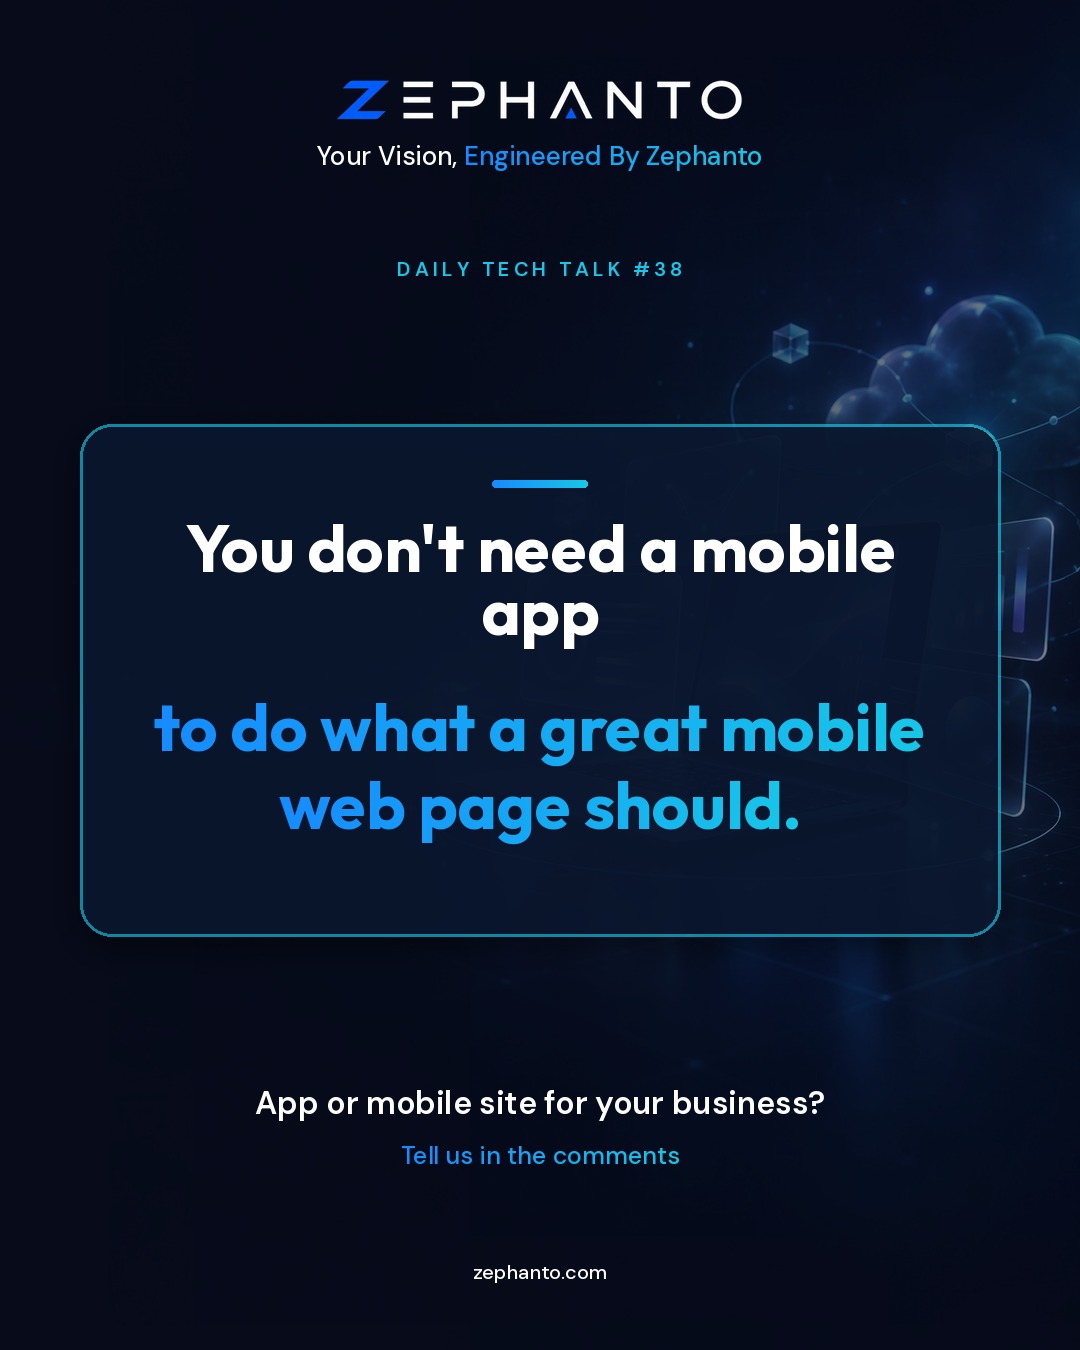 ZEPHANTO
Your Vision, Engineered By Zephanto
DAILY TECH TALK #38
You don't need a mobile
app
to do what a great mobile
web page should.
App or mobile site for your business?
Tell us in the comments
zephanto.com